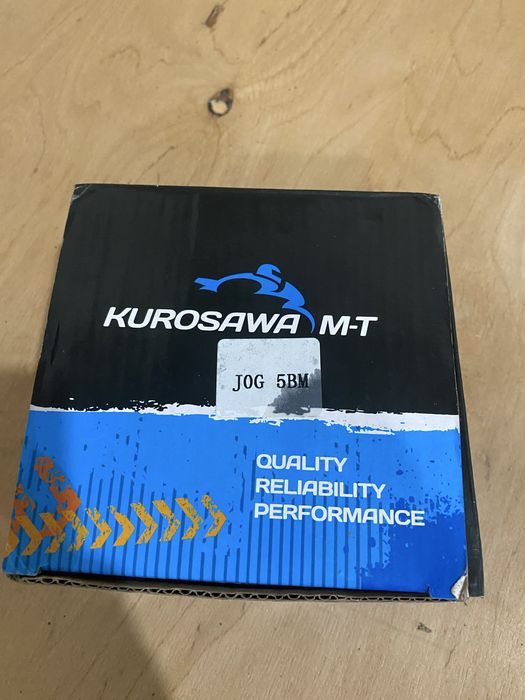 KUROSAWA M-T
JOG 5BM
QUALITY
RELIABILITY
PERFORMANCE